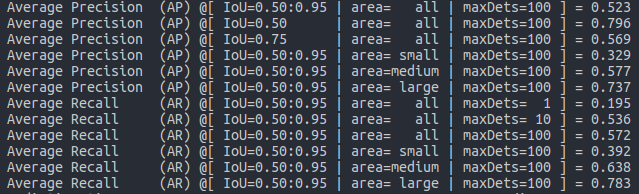 Average Precision  (AP) @[ IoU=0.50:0.95 | area=   all | maxDets=100 ] = 0.523
Average Precision  (AP) @[ IoU=0.50      | area=   all | maxDets=100 ] = 0.796
Average Precision  (AP) @[ IoU=0.75      | area=   all | maxDets=100 ] = 0.569
Average Precision  (AP) @[ IoU=0.50:0.95 | area= small | maxDets=100 ] = 0.329
Average Precision  (AP) @[ IoU=0.50:0.95 | area=medium | maxDets=100 ] = 0.577
Average Precision  (AP) @[ IoU=0.50:0.95 | area= large | maxDets=100 ] = 0.737
Average Recall     (AR) @[ IoU=0.50:0.95 | area=   all | maxDets=  1 ] = 0.195
Average Recall     (AR) @[ IoU=0.50:0.95 | area=   all | maxDets= 10 ] = 0.536
Average Recall     (AR) @[ IoU=0.50:0.95 | area=   all | maxDets=100 ] = 0.572
Average Recall     (AR) @[ IoU=0.50:0.95 | area= small | maxDets=100 ] = 0.392
Average Recall     (AR) @[ IoU=0.50:0.95 | area=medium | maxDets=100 ] = 0.638
Average Recall     (AR) @[ IoU=0.50:0.95 | area= large | maxDets=100 ] = 0.782